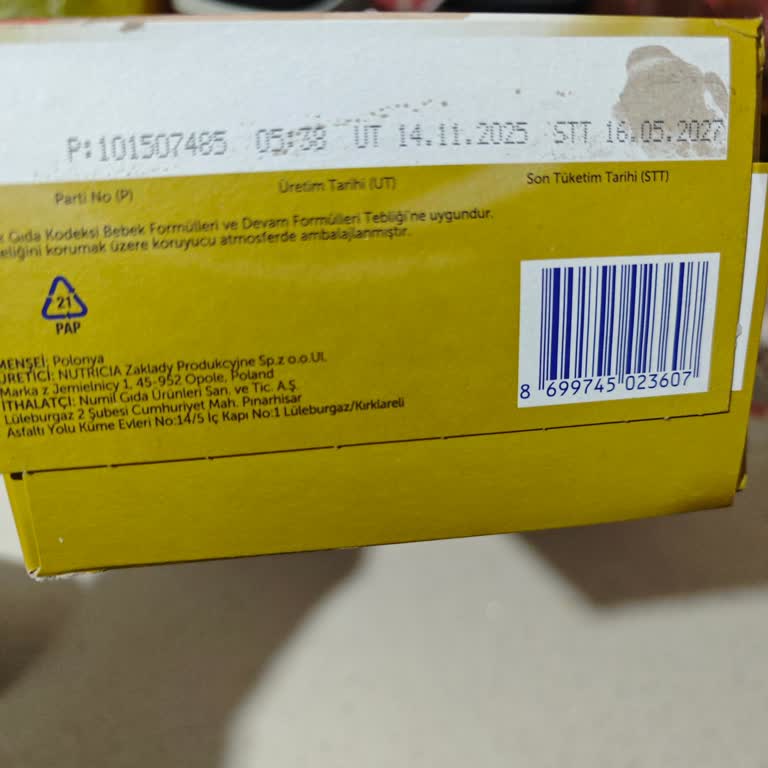 P:101507485 05:38 UT 14.11.2025 STT 16.05.2027
Parti No (P) Üretim Tarihi (UT) Son Tüketim Tarihi (STT)
Gıda Kodeksi Bebek Formülleri ve Devam Formülleri Tebliği'ne uygundur.
korumak üzere koruyucu atmosferde ambalajlanmıştır.
21
PAP
MENŞEİ: Polonya
NUTRICIA Zaklady Produkcyjne Sp.z o.o.Ul.
Marka z Jemielnicy 1, 45-952 Opole, Poland
İTHALATÇI: Numil Gıda Ürünleri San. ve Tic. A.Ş.
Lüleburgaz 2 Şubesi Cumhuriyet Mah. Pınarhisar
Asfaltı Yolu Küme Evleri No:14/5 İç Kapı No:1 Lüleburgaz/Kırklareli
8 699745 023607